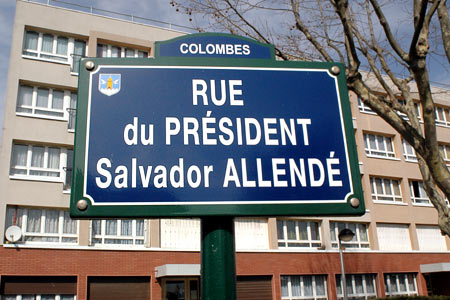 COLOMBES
RUE
du PRÉSIDENT
Salvador ALLENDÉ